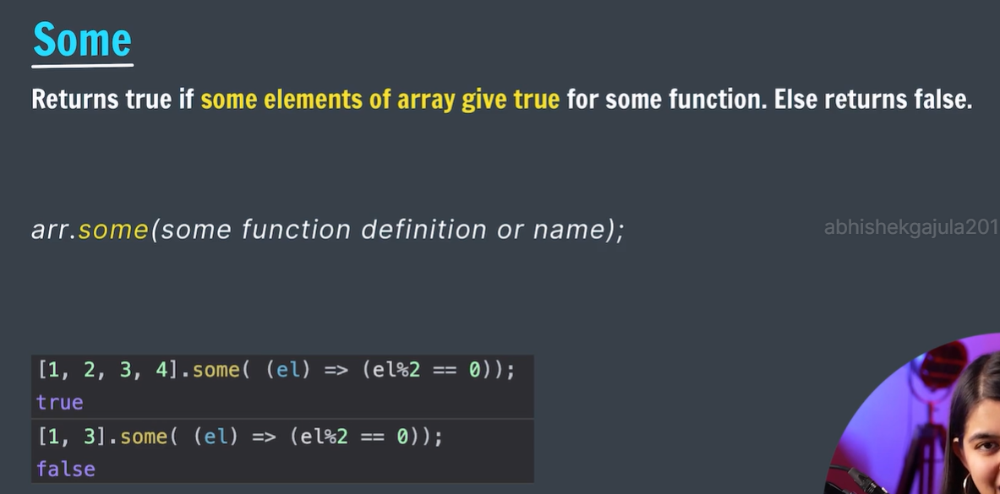 Some
Returns true if some elements of array give true for some function. Else returns false.
arr.some(some function definition or name);
abhishekgajula201
[1, 2, 3, 4].some( (el) => (el%2 == 0));
true
[1, 3].some( (el) => (el%2 == 0));
false